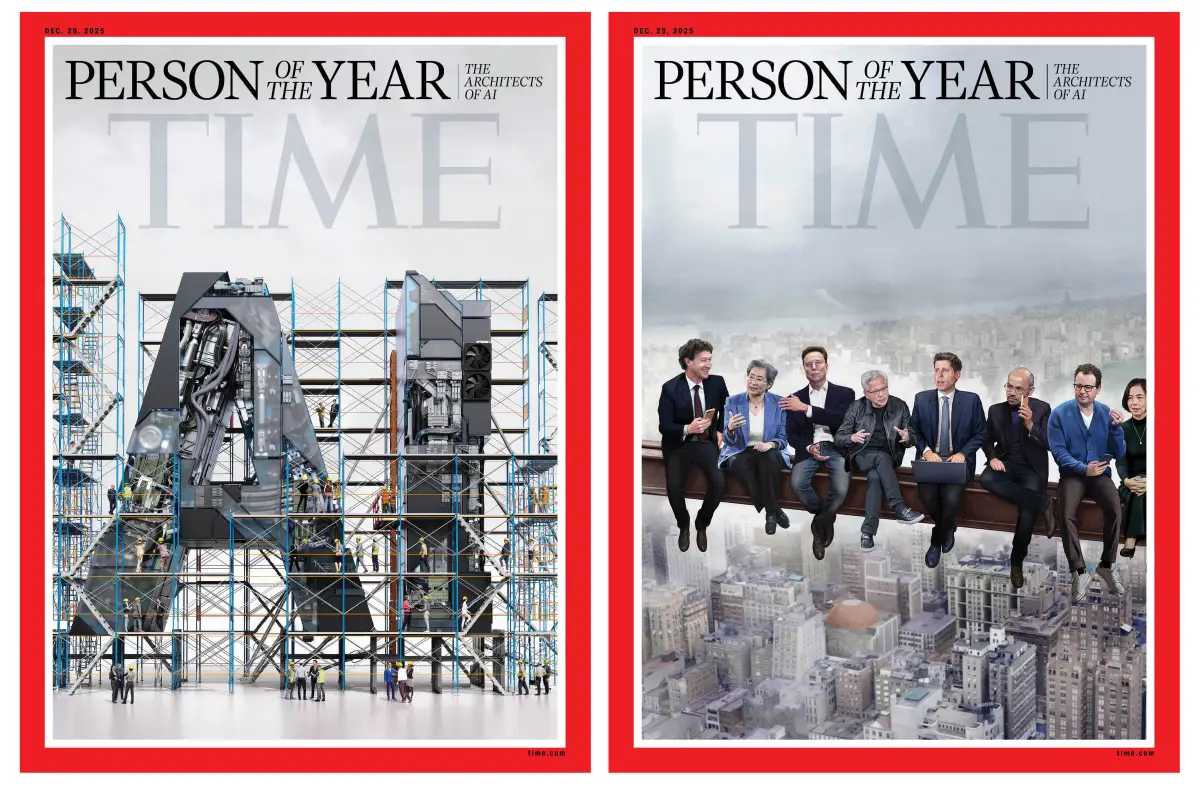 DEC. 29, 2025
PERSON OF THE YEAR
THE
ARCHITECTS
OF AI
TIME
time.com
DEC. 29, 2025
PERSON OF THE YEAR
THE
ARCHITECTS
OF AI
TIME
time.com